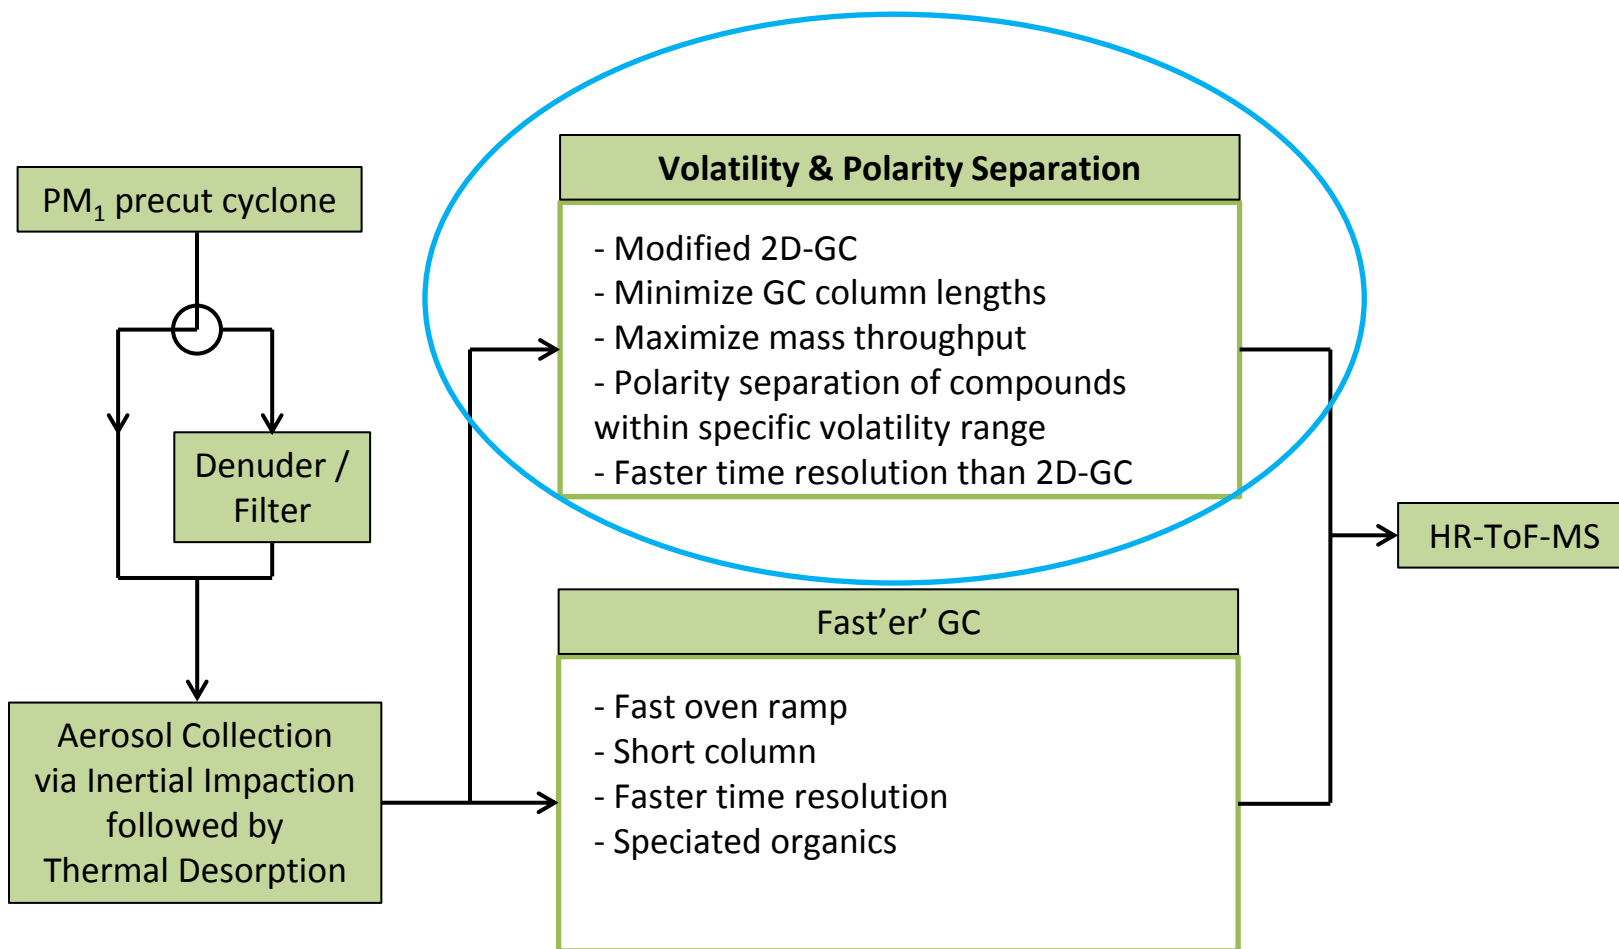 PM₁ precut cyclone
Denuder /
Filter
Aerosol Collection
via Inertial Impaction
followed by
Thermal Desorption
Volatility & Polarity Separation
- Modified 2D-GC
- Minimize GC column lengths
- Maximize mass throughput
- Polarity separation of compounds
within specific volatility range
- Faster time resolution than 2D-GC
Fast’er’ GC
- Fast oven ramp
- Short column
- Faster time resolution
- Speciated organics
HR-ToF-MS